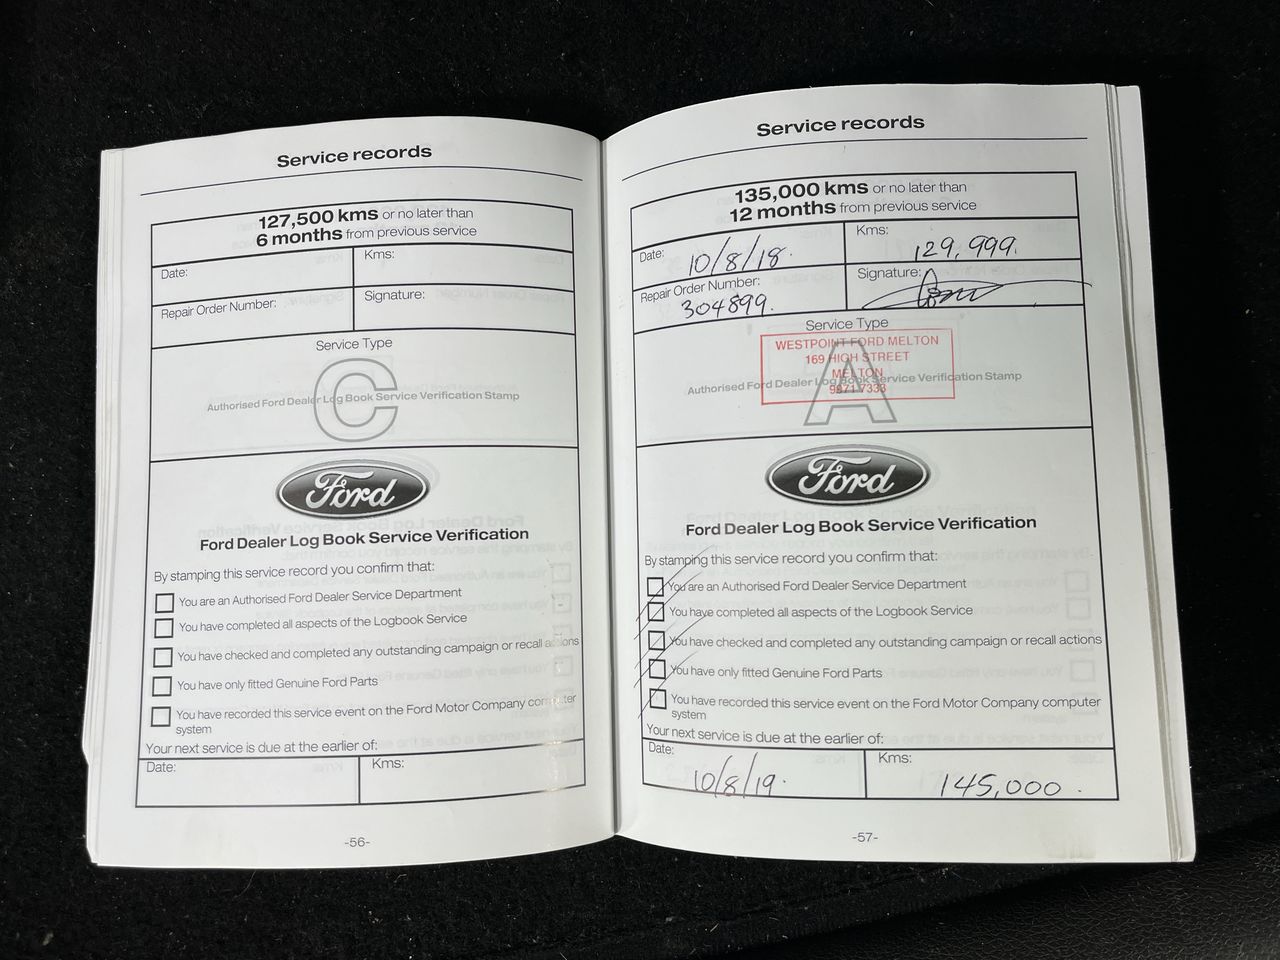 Service records
127,500 kms or no later than
6 months from previous service
Date:
Kms:
Repair Order Number:
Signature:
Service Type
C
Authorised Ford Dealer Log Book Service Verification Stamp
Ford
Ford Dealer Log Book Service Verification
By stamping this service record you confirm that:
You are an Authorised Ford Dealer Service Department
You have completed all aspects of the Logbook Service
You have checked and completed any outstanding campaign or recall actions
You have only fitted Genuine Ford Parts
You have recorded this service event on the Ford Motor Company computer
system
Your next service is due at the earlier of:
Date:
Kms:
-56-
Service records
135,000 kms or no later than
12 months from previous service
Date: 10/8/18.
Kms: 129,999.
Repair Order Number:
304899.
Signature:
Service Type
WESTPOINT FORD MELTON
169 HIGH STREET
MELTON
9971 7333
A
Authorised Ford Dealer Log Book Service Verification Stamp
Ford
Ford Dealer Log Book Service Verification
By stamping this service record you confirm that:
You are an Authorised Ford Dealer Service Department
You have completed all aspects of the Logbook Service
You have checked and completed any outstanding campaign or recall actions
You have only fitted Genuine Ford Parts
You have recorded this service event on the Ford Motor Company computer
system
Your next service is due at the earlier of:
Date: 10/8/19.
Kms: 145,000.
-57-